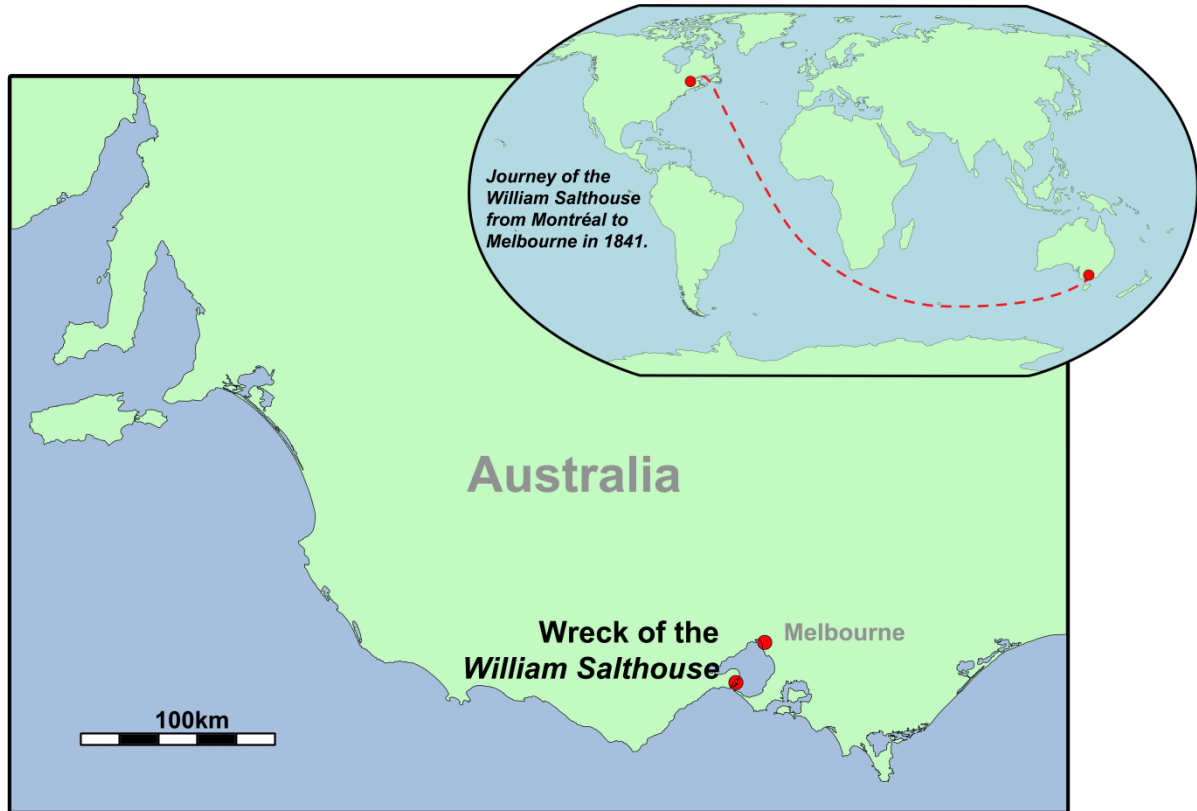 Journey of the
William Salthouse
from Montréal to
Melbourne in 1841.
Australia
Wreck of the
William Salthouse
Melbourne
100km